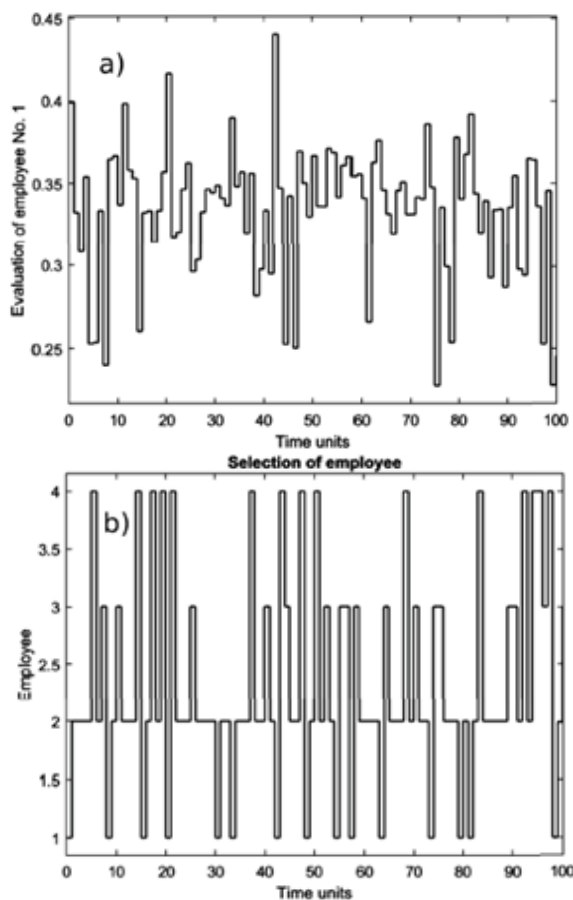 0.45
a)
0.4
0.35
0.3
0.25
Evaluation of employee No. 1
0 10 20 30 40 50 60 70 80 90 100
Time units
Selection of employee
4
b)
3.5
3
2.5
2
1.5
1
Employee
0 10 20 30 40 50 60 70 80 90 100
Time units